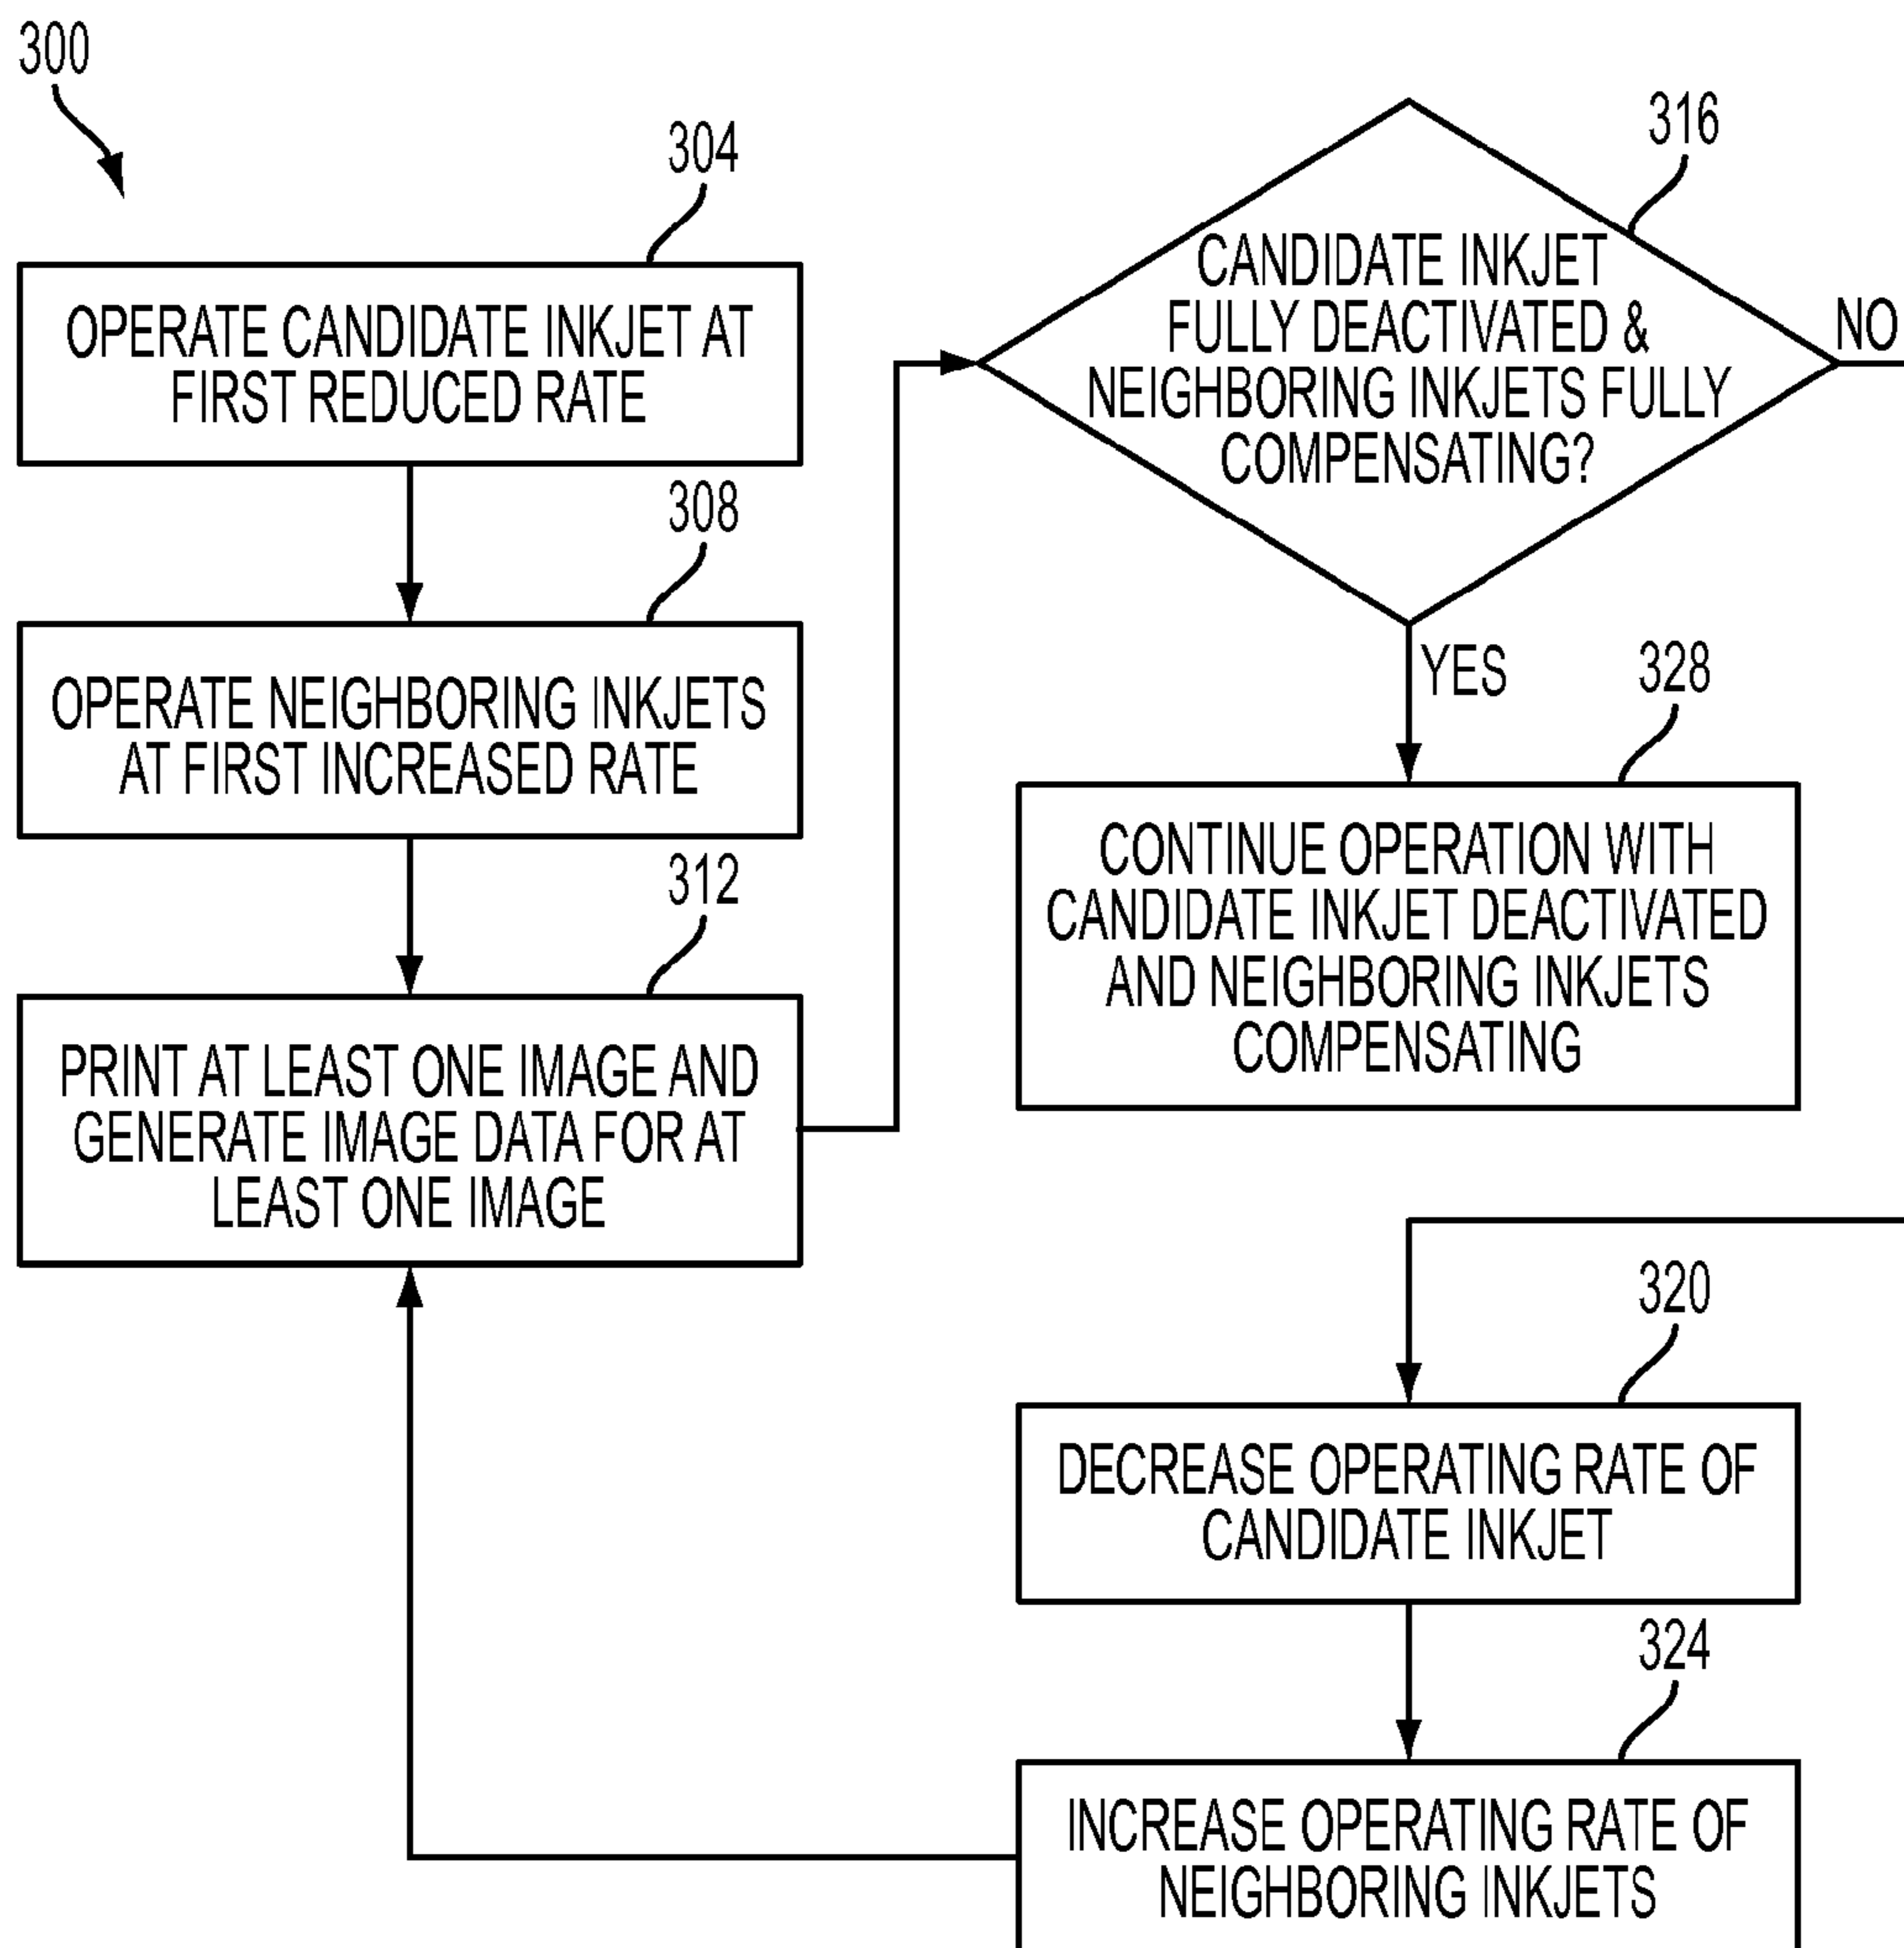 300
304
OPERATE CANDIDATE INKJET AT
FIRST REDUCED RATE
308
OPERATE NEIGHBORING INKJETS
AT FIRST INCREASED RATE
312
PRINT AT LEAST ONE IMAGE AND
GENERATE IMAGE DATA FOR AT
LEAST ONE IMAGE
316
CANDIDATE INKJET
FULLY DEACTIVATED &
NEIGHBORING INKJETS FULLY
COMPENSATING?
NO
YES
328
CONTINUE OPERATION WITH
CANDIDATE INKJET DEACTIVATED
AND NEIGHBORING INKJETS
COMPENSATING
320
DECREASE OPERATING RATE OF
CANDIDATE INKJET
324
INCREASE OPERATING RATE OF
NEIGHBORING INKJETS